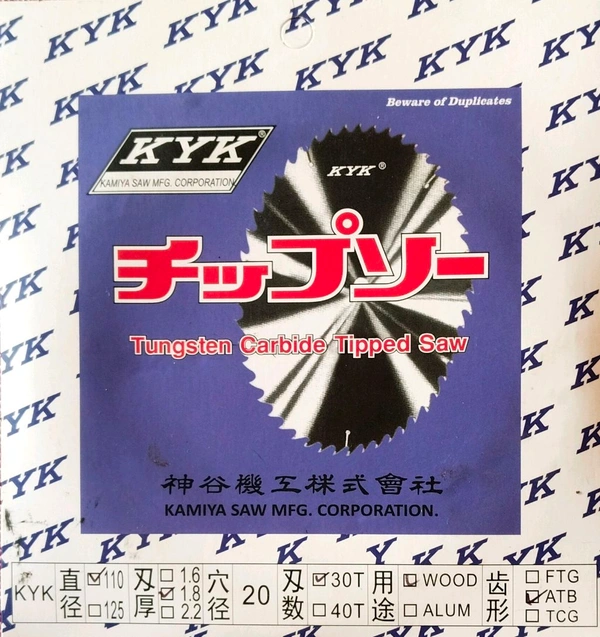 Beware of Duplicates
KYK®
KAMIYA SAW MFG. CORPORATION
KYK®
チップソー
Tungsten Carbide Tipped Saw
神谷機工株式會社
KAMIYA SAW MFG. CORPORATION.
KYK 直径 ☑110 ☐125 刃厚 ☐1.6 ☑1.8 ☐2.2 穴径 20 刃数 ☑30T ☐40T 用途 ☑WOOD ☐ALUM 齿形 ☐FTG ☑ATB ☐TCG